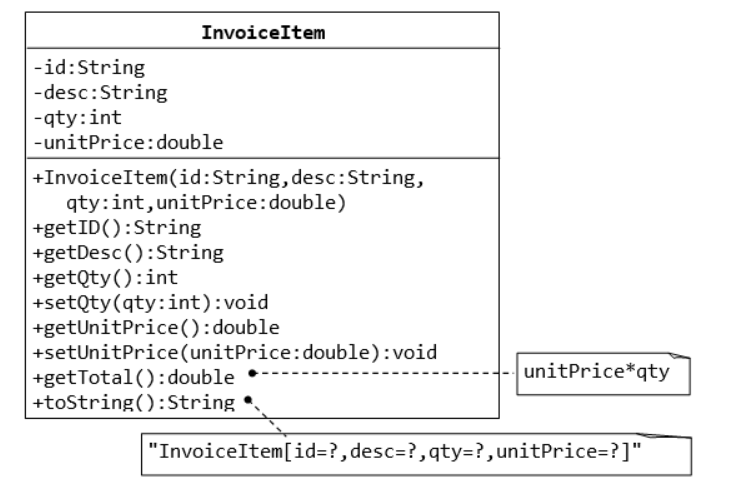 InvoiceItem
-id:String
-desc:String
-qty:int
-unitPrice:double
+InvoiceItem(id:String,desc:String,
qty:int,unitPrice:double)
+getID():String
+getDesc():String
+getQty():int
+setQty(qty:int):void
+getUnitPrice():double
+setUnitPrice(unitPrice:double):void
+getTotal():double
unitPrice*qty
+toString():String
"InvoiceItem[id=?,desc=?,qty=?,unitPrice=?]"